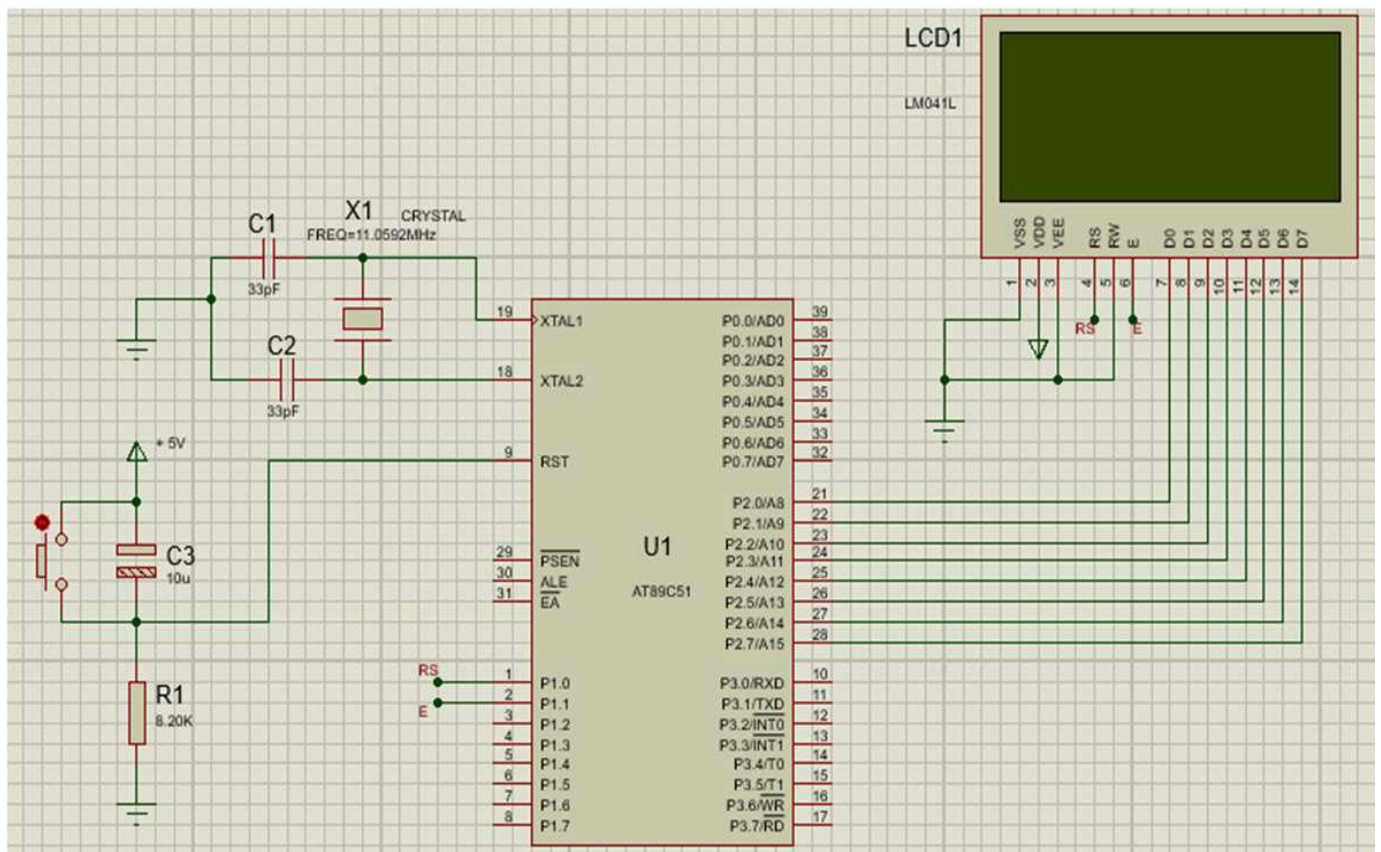 LCD1
LM041L
VSS VDD VEE RS RW E D0 D1 D2 D3 D4 D5 D6 D7
1 2 3 4 5 6 7 8 9 10 11 12 13 14
RS E
X1
CRYSTAL
FREQ=11.0592MHz
C1
33pF
C2
33pF
+ 5V
C3
10u
R1
8.20K
U1
AT89C51
19 XTAL1
18 XTAL2
9 RST
29 PSEN
30 ALE
31 EA
RS
1 P1.0
E
2 P1.1
3 P1.2
4 P1.3
5 P1.4
6 P1.5
7 P1.6
8 P1.7
P0.0/AD0 39
P0.1/AD1 38
P0.2/AD2 37
P0.3/AD3 36
P0.4/AD4 35
P0.5/AD5 34
P0.6/AD6 33
P0.7/AD7 32
P2.0/A8 21
P2.1/A9 22
P2.2/A10 23
P2.3/A11 24
P2.4/A12 25
P2.5/A13 26
P2.6/A14 27
P2.7/A15 28
P3.0/RXD 10
P3.1/TXD 11
P3.2/INT0 12
P3.3/INT1 13
P3.4/T0 14
P3.5/T1 15
P3.6/WR 16
P3.7/RD 17